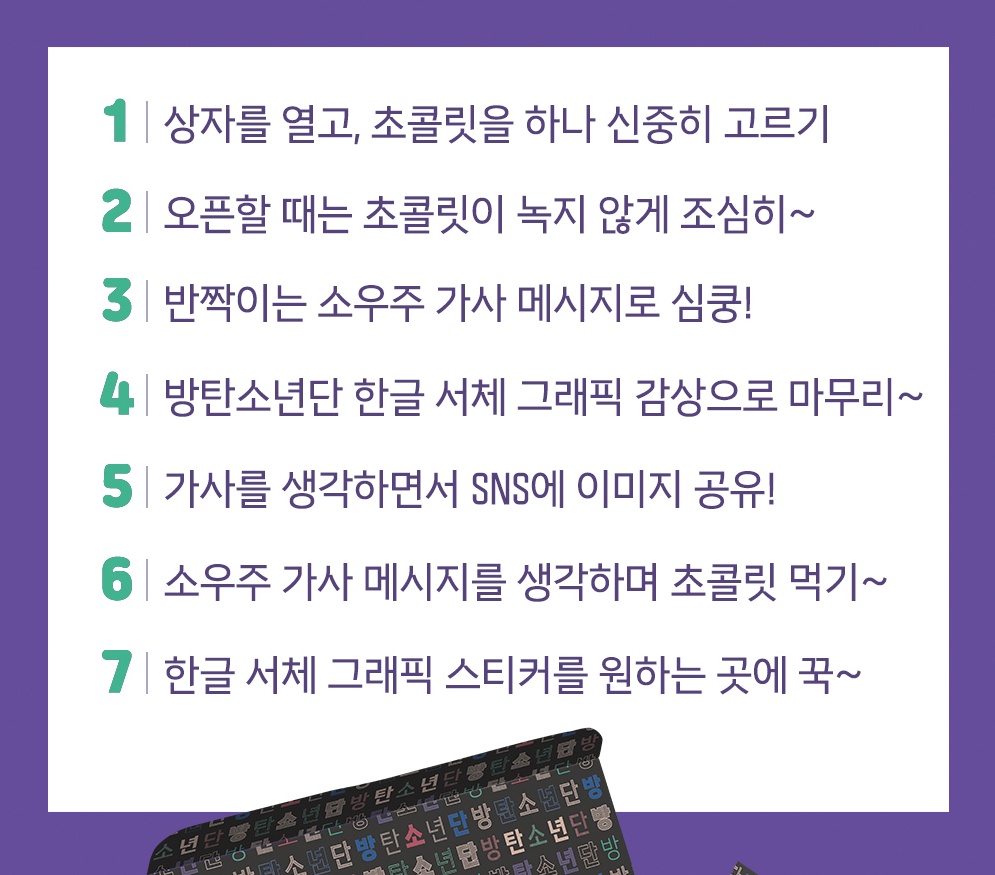 1 상자를 열고, 초콜릿을 하나 신중히 고르기
2 오픈할 때는 초콜릿이 녹지 않게 조심히~
3 반짝이는 소우주 가사 메시지로 심쿵!
4 방탄소년단 한글 서체 그래픽 감상으로 마무리~
5 가사를 생각하면서 SNS에 이미지 공유!
6 소우주 가사 메시지를 생각하며 초콜릿 먹기~
7 한글 서체 그래픽 스티커를 원하는 곳에 꾹~
방탄소년단방탄소년단방
소년단방탄소년단방탄소년단방